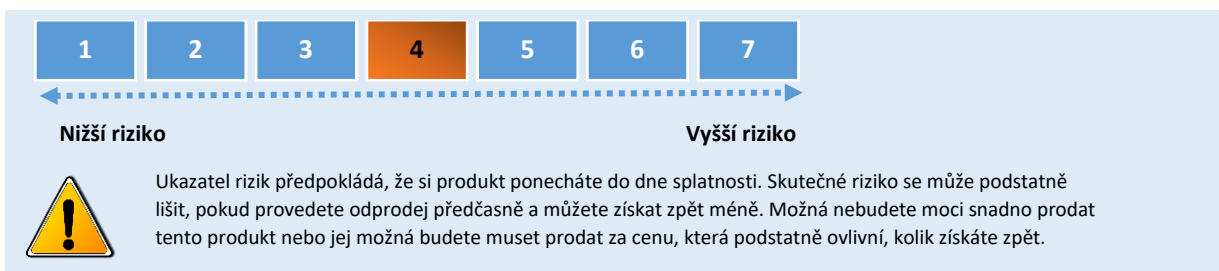 1 2 3 4 5 6 7
Nižší riziko Vyšší riziko
Ukazatel rizik předpokládá, že si produkt ponecháte do dne splatnosti. Skutečné riziko se může podstatně
lišit, pokud provedete odprodej předčasně a můžete získat zpět méně. Možná nebudete moci snadno prodat
tento produkt nebo jej možná budete muset prodat za cenu, která podstatně ovlivní, kolik získáte zpět.